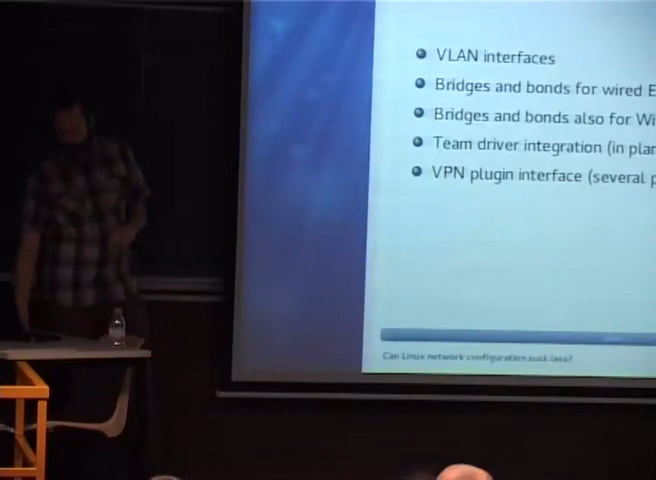 VLAN interfaces
Bridges and bonds for wired E
Bridges and bonds also for Wi
Team driver integration (in plan
VPN plugin interface (several p
Can Linux network configuration suck less?